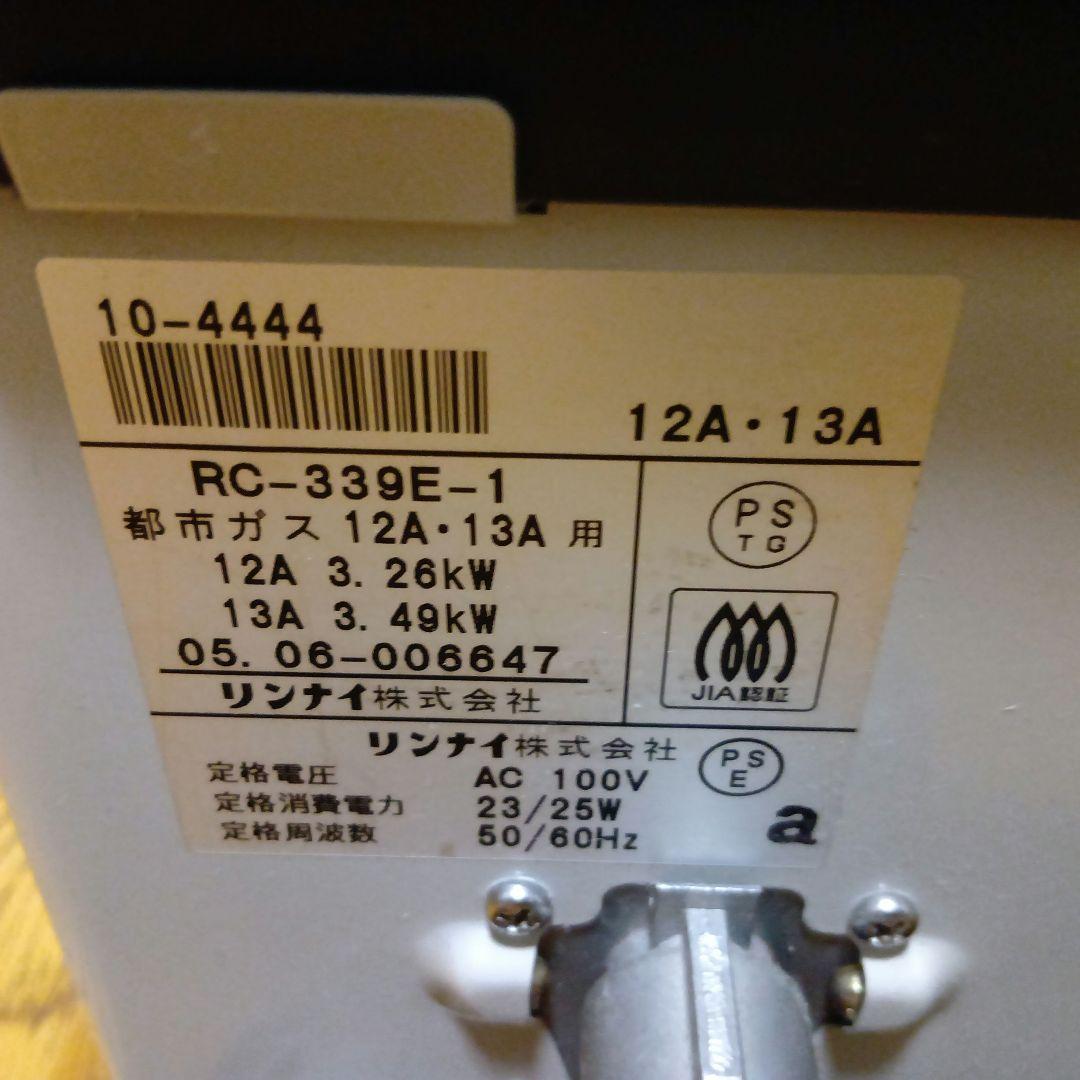 10-4444
12A・13A
RC-339E-1
都市ガス 12A・13A 用
12A 3. 26kW
13A 3. 49kW
05. 06-006647
リンナイ株式会社
PS
TG
JIA認証
リンナイ株式会社
PS
E
定格電圧 AC 100V
定格消費電力 23/25W
定格周波数 50/60Hz
a